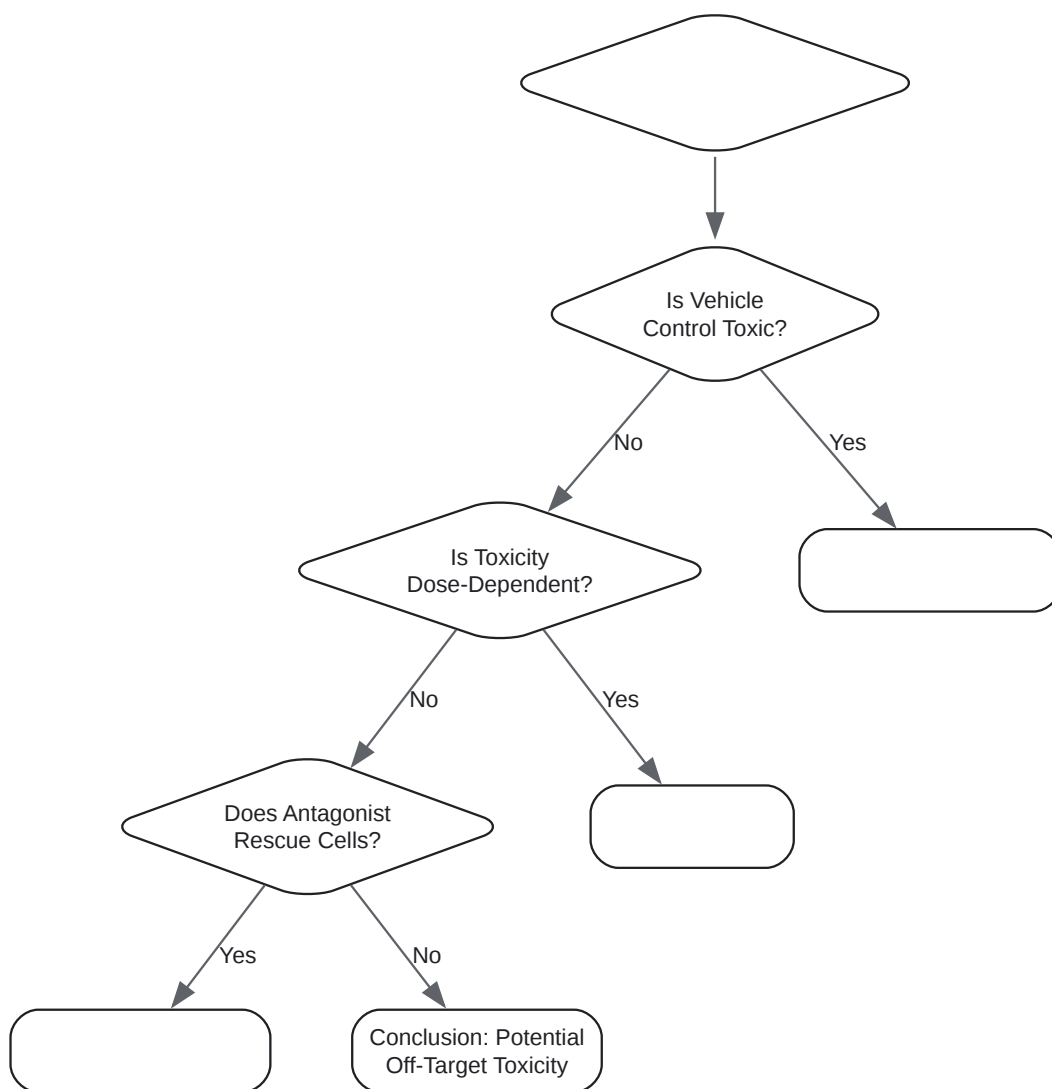 Is Vehicle
Control Toxic?
No
Yes
Is Toxicity
Dose-Dependent?
No
Yes
Does Antagonist
Rescue Cells?
Yes
No
Conclusion: Potential
Off-Target Toxicity